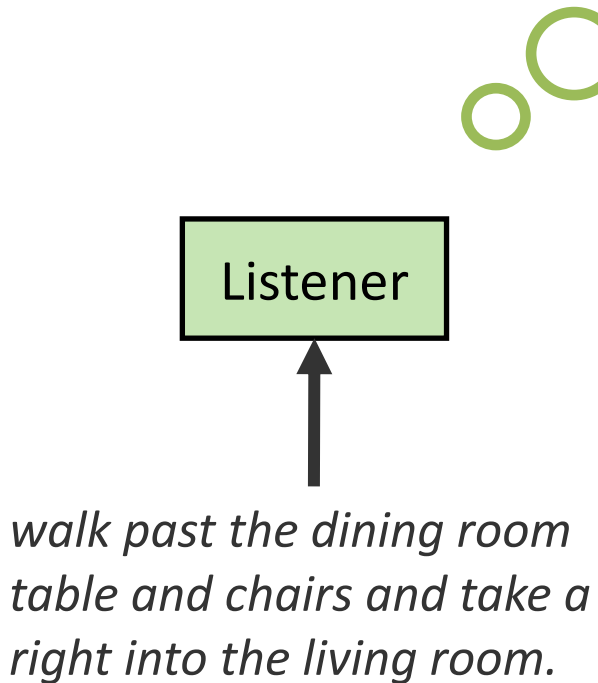 Listener
walk past the dining room
table and chairs and take a
right into the living room.